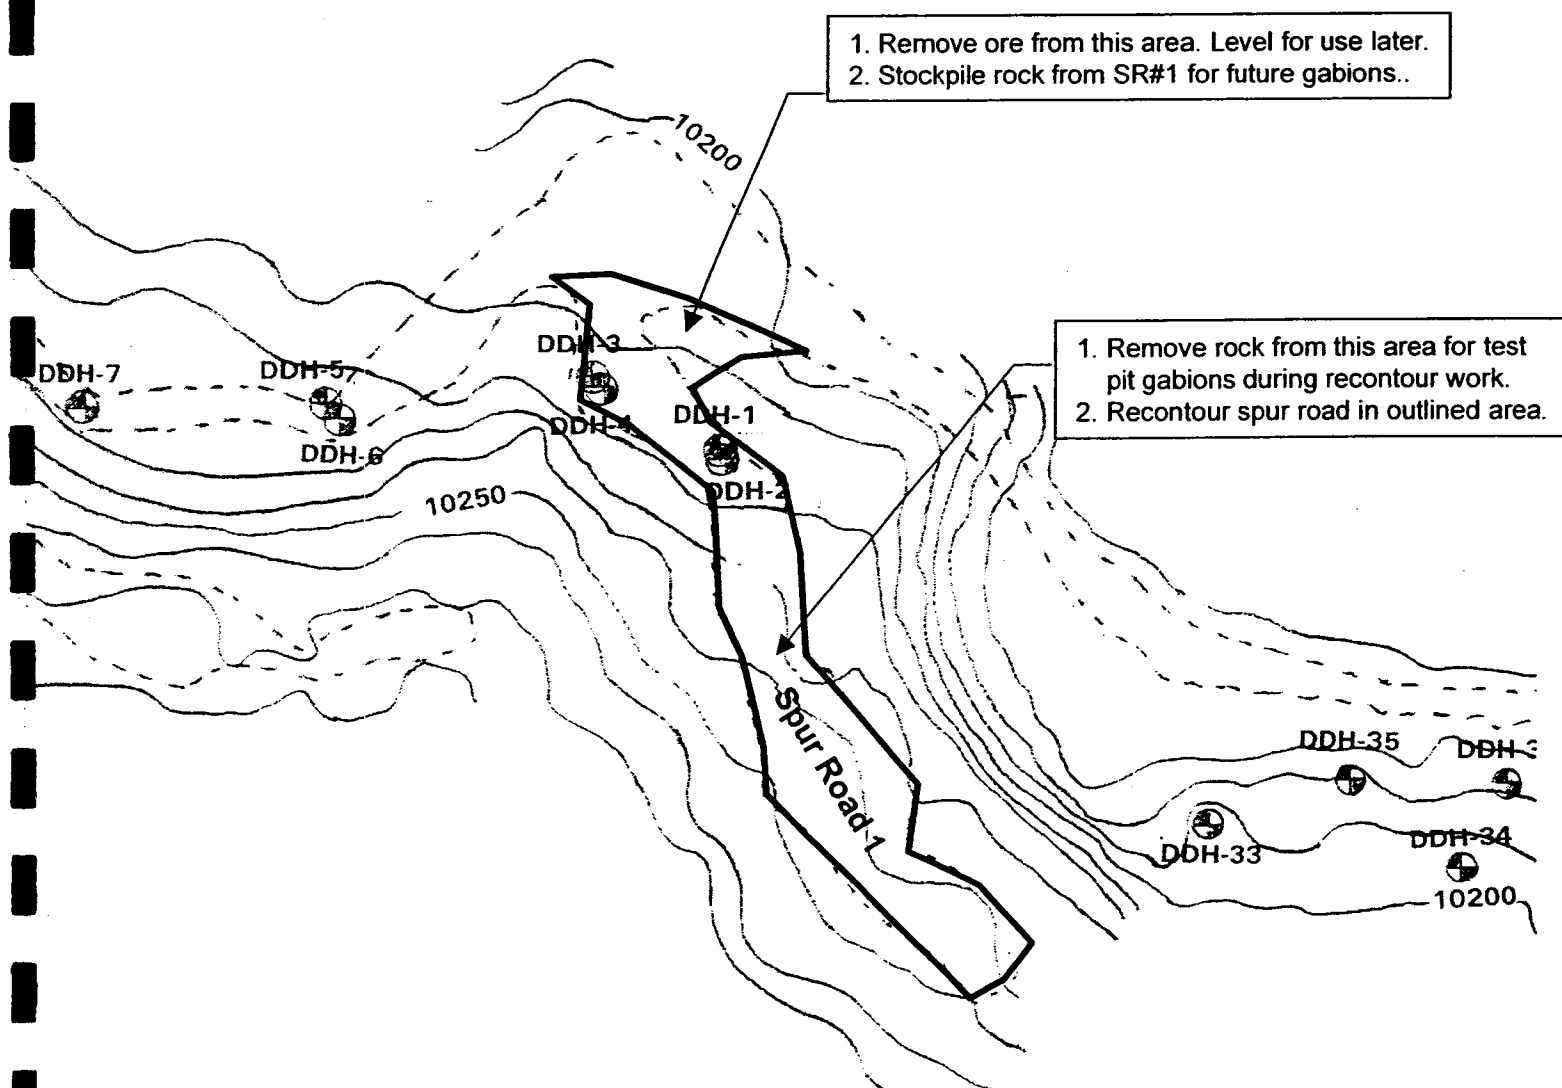 1. Remove ore from this area. Level for use later.
2. Stockpile rock from SR#1 for future gabions..
10200
1. Remove rock from this area for test
pit gabions during recontour work.
2. Recontour spur road in outlined area.
DDH-3
DDH-7
DDH-5
DDH-1
DDH-4
DDH-6
DDH-2
10250
Spur Road 1
DDH-35
DDH-3
DDH-34
DDH-33
10200